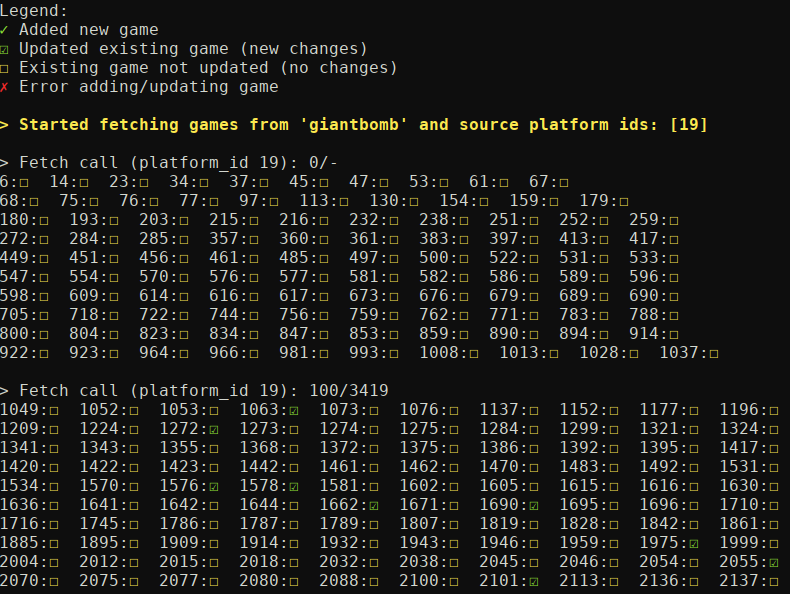 Legend:
✓ Added new game
☑ Updated existing game (new changes)
□ Existing game not updated (no changes)
✗ Error adding/updating game
> Started fetching games from 'giantbomb' and source platform ids: [19]
> Fetch call (platform_id 19): 0/-
6:□  14:□  23:□  34:□  37:□  45:□  47:□  53:□  61:□  67:□
68:□  75:□  76:□  77:□  97:□  113:□  130:□  154:□  159:□  179:□
180:□  193:□  203:□  215:□  216:□  232:□  238:□  251:□  252:□  259:□
272:□  284:□  285:□  357:□  360:□  361:□  383:□  397:□  413:□  417:□
449:□  451:□  456:□  461:□  485:□  497:□  500:□  522:□  531:□  533:□
547:□  554:□  570:□  576:□  577:□  581:□  582:□  586:□  589:□  596:□
598:□  609:□  614:□  616:□  617:□  673:□  676:□  679:□  689:□  690:□
705:□  718:□  722:□  744:□  756:□  759:□  762:□  771:□  783:□  788:□
800:□  804:□  823:□  834:□  847:□  853:□  859:□  890:□  894:□  914:□
922:□  923:□  964:□  966:□  981:□  993:□  1008:□  1013:□  1028:□  1037:□
> Fetch call (platform_id 19): 100/3419
1049:□  1052:□  1053:□  1063:☑  1073:□  1076:□  1137:□  1152:□  1177:□  1196:□
1209:□  1224:□  1272:☑  1273:□  1274:□  1275:□  1284:□  1299:□  1321:□  1324:□
1341:□  1343:□  1355:□  1368:□  1372:□  1375:□  1386:□  1392:□  1395:□  1417:□
1420:□  1422:□  1423:□  1442:□  1461:□  1462:□  1470:□  1483:□  1492:□  1531:□
1534:□  1570:□  1576:☑  1578:☑  1581:□  1602:□  1605:□  1615:□  1616:□  1630:□
1636:□  1641:□  1642:□  1644:□  1662:☑  1671:□  1690:☑  1695:□  1696:□  1710:□
1716:□  1745:□  1786:□  1787:□  1789:□  1807:□  1819:□  1828:□  1842:□  1861:□
1885:□  1895:□  1909:□  1914:□  1932:□  1943:□  1946:□  1959:□  1975:☑  1999:□
2004:□  2012:□  2015:□  2018:□  2032:□  2038:□  2045:□  2046:□  2054:□  2055:☑
2070:□  2075:□  2077:□  2080:□  2088:□  2100:□  2101:☑  2113:□  2136:□  2137:□